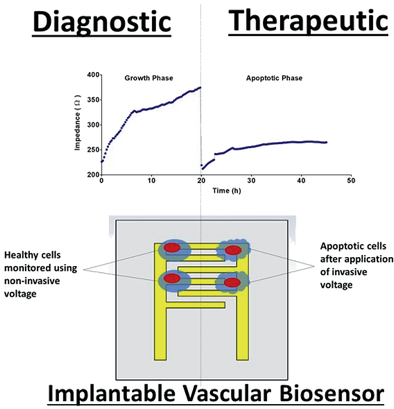 Diagnostic
Therapeutic
400
350
300
250
200
Impedance ( Ω )
Growth Phase
Apoptotic Phase
0
10
20
30
40
50
Time (h)
Healthy cells
monitored using
non-invasive
voltage
Apoptotic cells
after application
of invasive
voltage
Implantable Vascular Biosensor